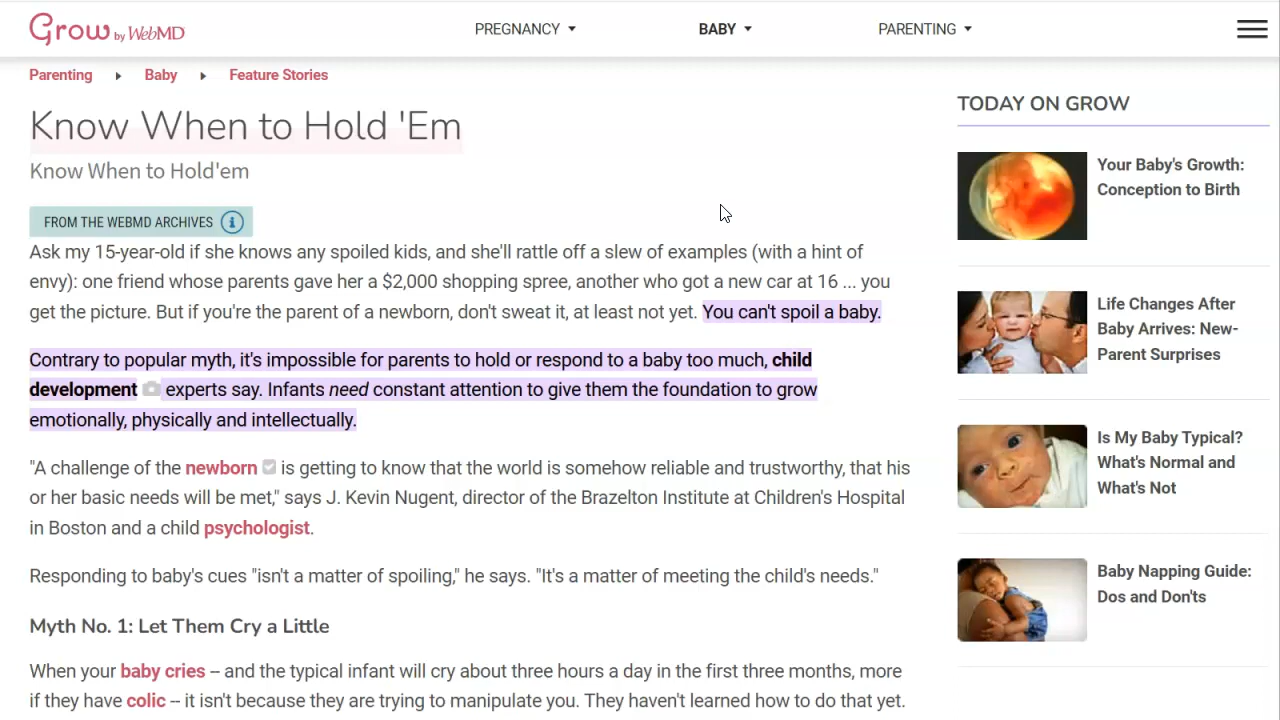 Grow by WebMD
PREGNANCY
BABY
PARENTING
Parenting
Baby
Feature Stories
Know When to Hold 'Em
Know When to Hold'em
FROM THE WEBMD ARCHIVES
Ask my 15-year-old if she knows any spoiled kids, and she'll rattle off a slew of examples (with a hint of
envy): one friend whose parents gave her a $2,000 shopping spree, another who got a new car at 16 ... you
get the picture. But if you're the parent of a newborn, don't sweat it, at least not yet. You can't spoil a baby.
Contrary to popular myth, it's impossible for parents to hold or respond to a baby too much, child
development experts say. Infants need constant attention to give them the foundation to grow
emotionally, physically and intellectually.
"A challenge of the newborn is getting to know that the world is somehow reliable and trustworthy, that his
or her basic needs will be met," says J. Kevin Nugent, director of the Brazelton Institute at Children's Hospital
in Boston and a child psychologist.
Responding to baby's cues "isn't a matter of spoiling," he says. "It's a matter of meeting the child's needs."
Myth No. 1: Let Them Cry a Little
When your baby cries -- and the typical infant will cry about three hours a day in the first three months, more
if they have colic -- it isn't because they are trying to manipulate you. They haven't learned how to do that yet.
TODAY ON GROW
Your Baby's Growth:
Conception to Birth
Life Changes After
Baby Arrives: New-
Parent Surprises
Is My Baby Typical?
What's Normal and
What's Not
Baby Napping Guide:
Dos and Don'ts